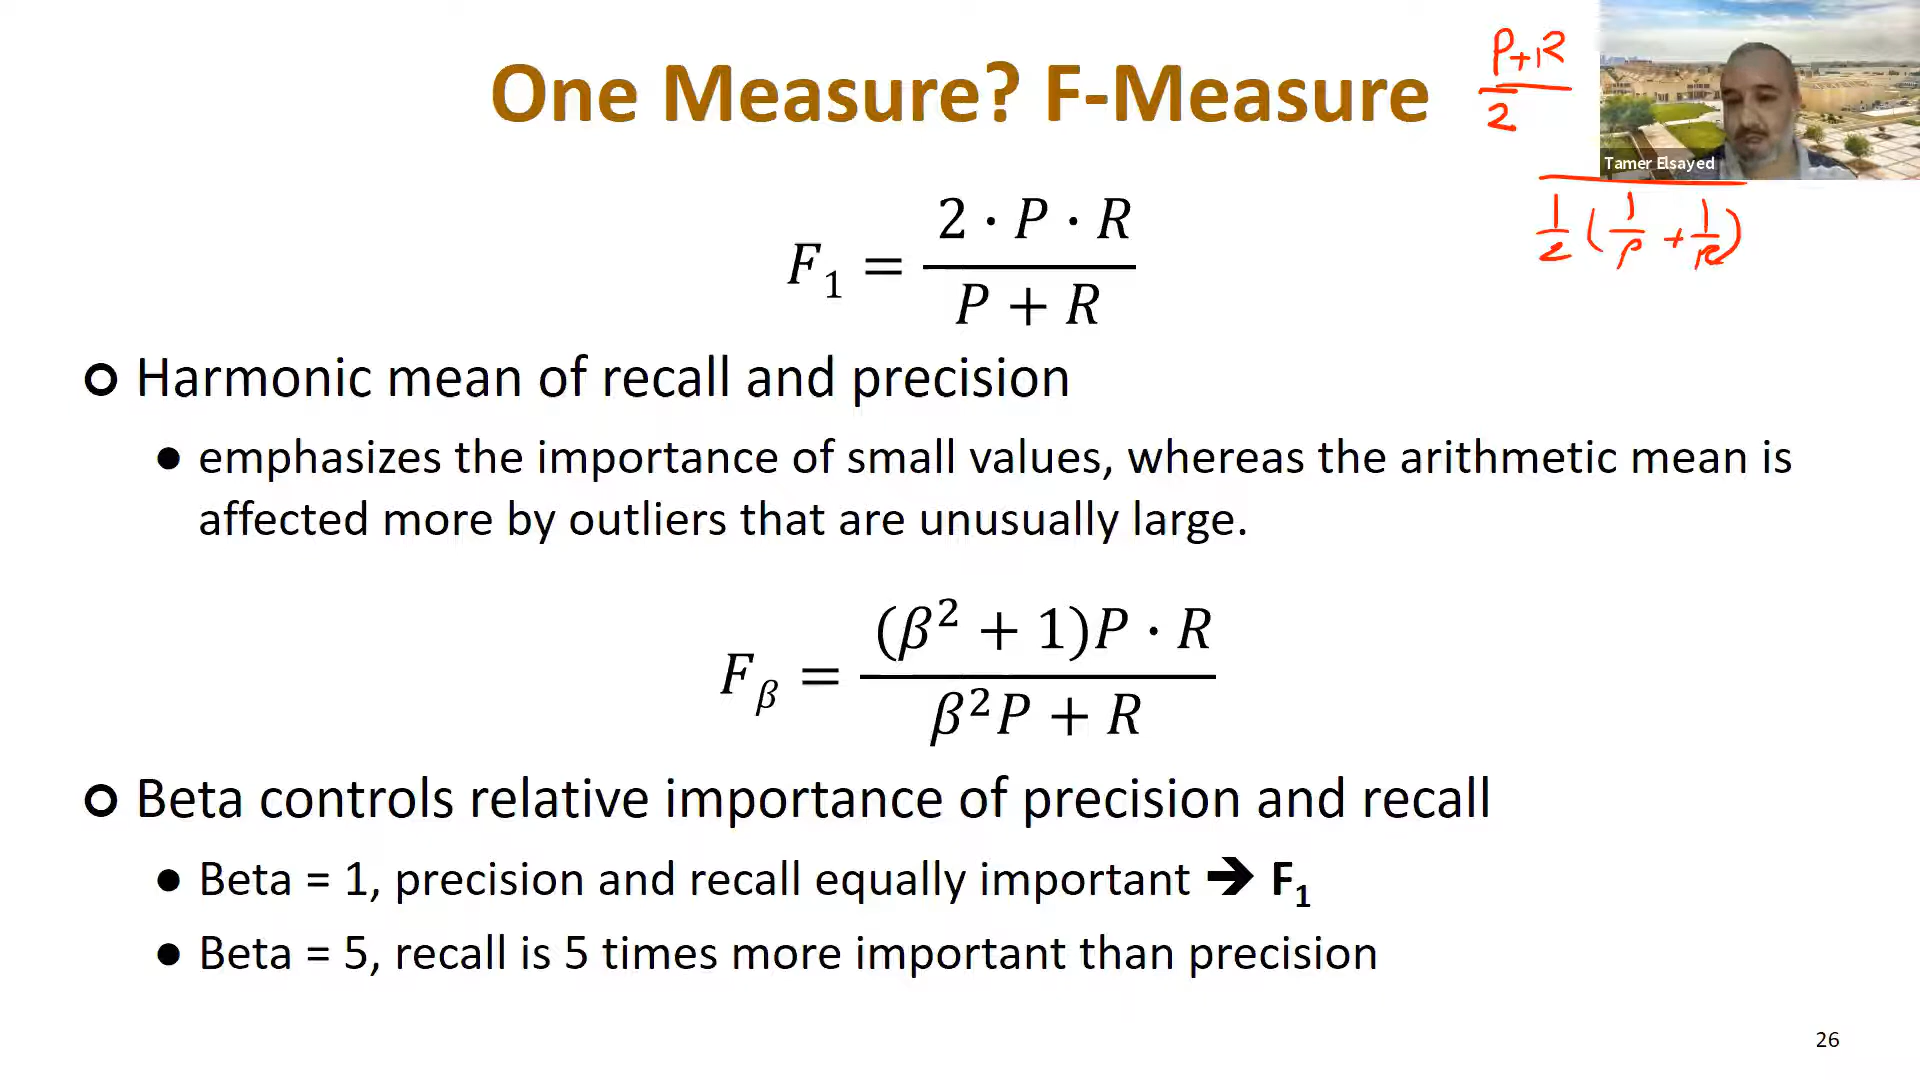 One Measure? F-Measure
P+R
2
Tamer Elsayed
1/2 (1/P + 1/R)
F₁ = 2 · P · R / P + R
Harmonic mean of recall and precision
emphasizes the importance of small values, whereas the arithmetic mean is
affected more by outliers that are unusually large.
Fβ = (β² + 1)P · R / β²P + R
Beta controls relative importance of precision and recall
Beta = 1, precision and recall equally important ➔ F₁
Beta = 5, recall is 5 times more important than precision
26